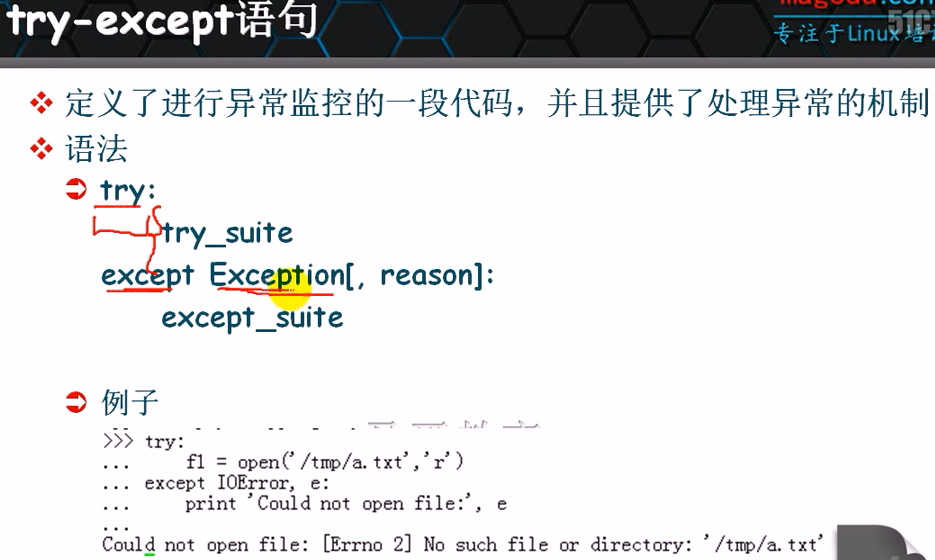 try-except语句
magedu.com
51C
专注于Linux培
定义了进行异常监控的一段代码，并且提供了处理异常的机制
语法
try:
try_suite
except Exception[, reason]:
except_suite
例子
>>> try:
...     f1 = open('/tmp/a.txt','r')
... except IOError, e:
...     print 'Could not open file:', e
...
Could not open file: [Errno 2] No such file or directory: '/tmp/a.txt'